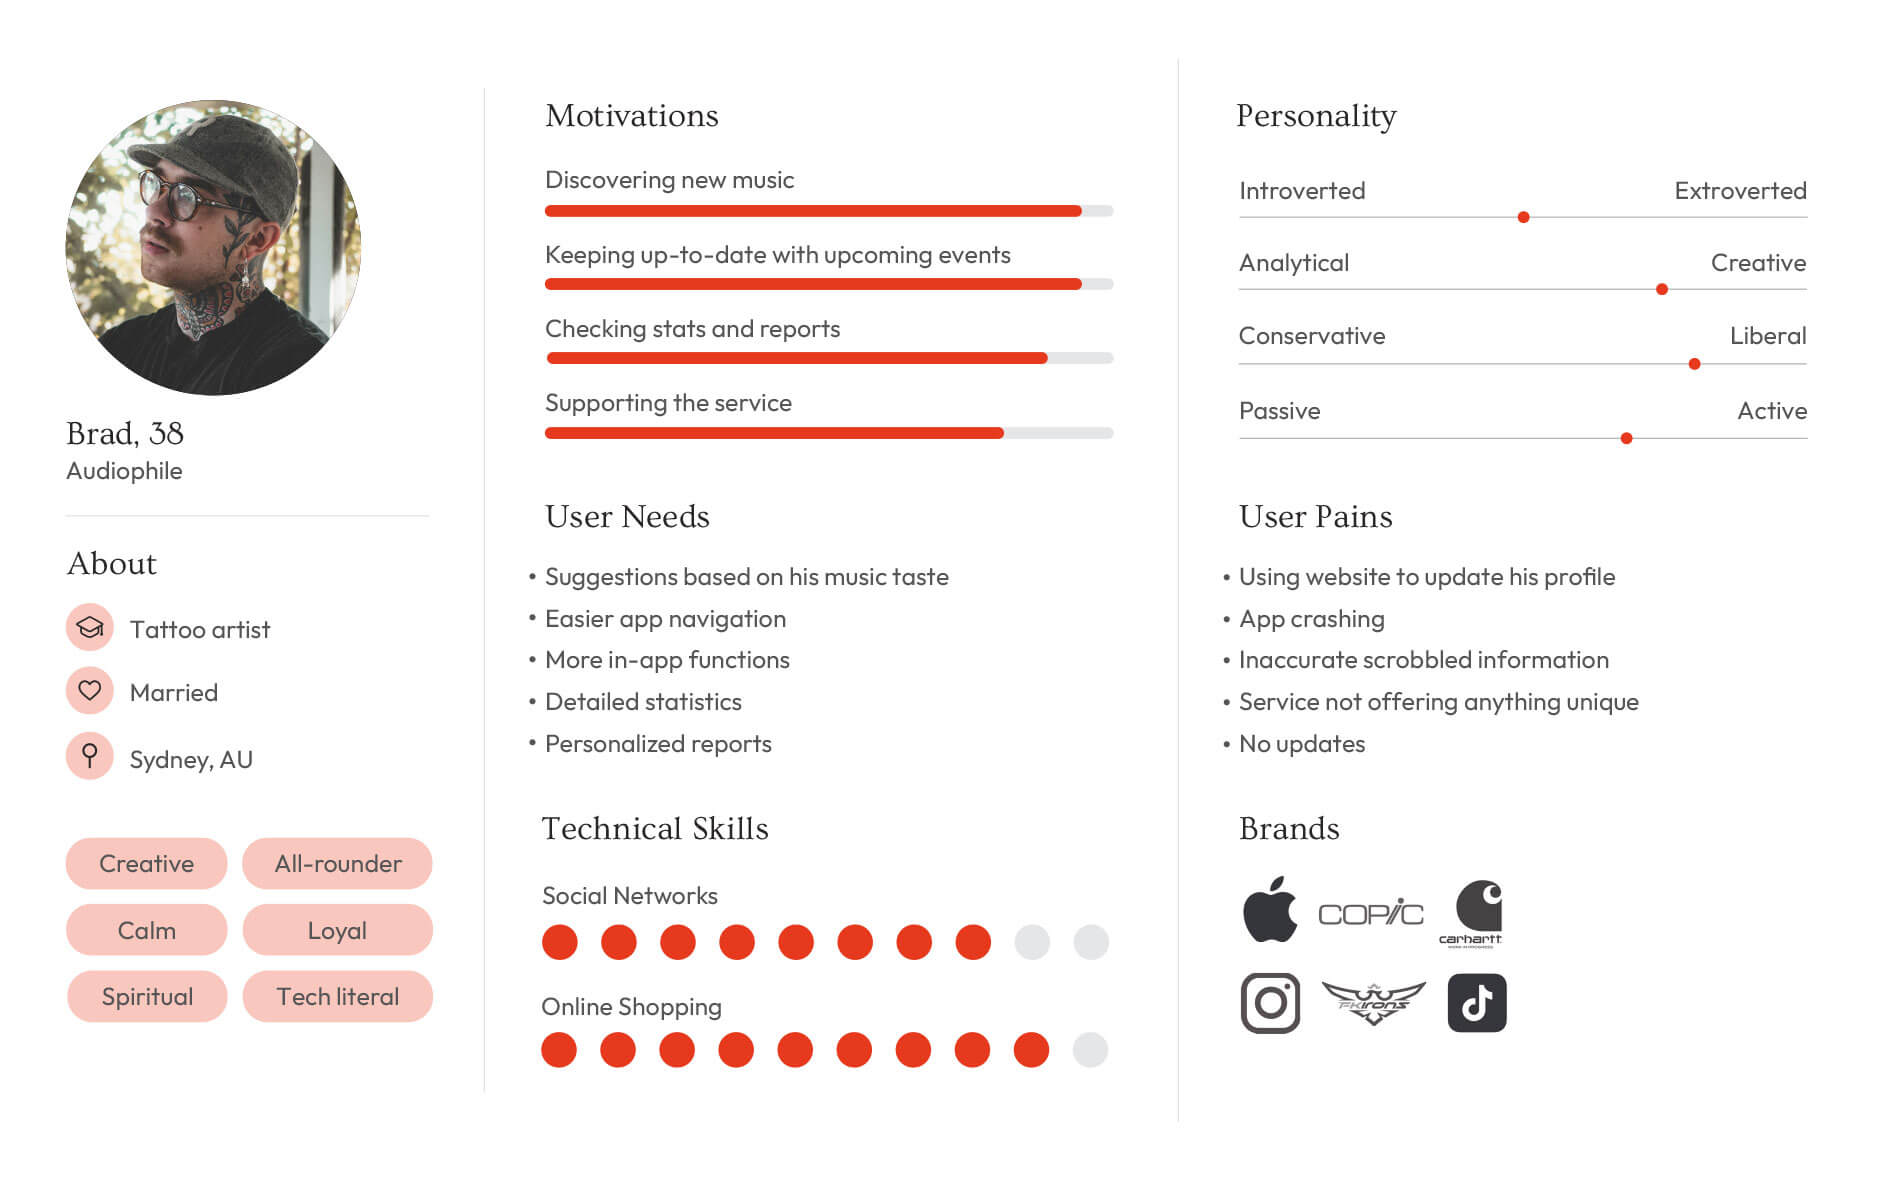 Brad, 38
Audiophile
About
Tattoo artist
Married
Sydney, AU
Creative
All-rounder
Calm
Loyal
Spiritual
Tech literal
Motivations
Discovering new music
Keeping up-to-date with upcoming events
Checking stats and reports
Supporting the service
User Needs
• Suggestions based on his music taste
• Easier app navigation
• More in-app functions
• Detailed statistics
• Personalized reports
Technical Skills
Social Networks
Online Shopping
Personality
Introverted Extroverted
Analytical Creative
Conservative Liberal
Passive Active
User Pains
• Using website to update his profile
• App crashing
• Inaccurate scrobbled information
• Service not offering anything unique
• No updates
Brands
COPIC
carhartt
WORK IN PROGRESS
FKIRONS